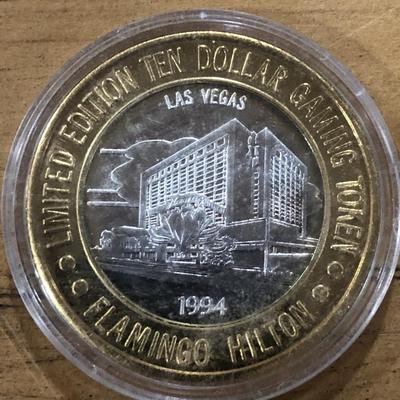 LIMITED EDITION TEN DOLLAR GAMING TOKEN
LAS VEGAS
1994
FLAMINGO HILTON